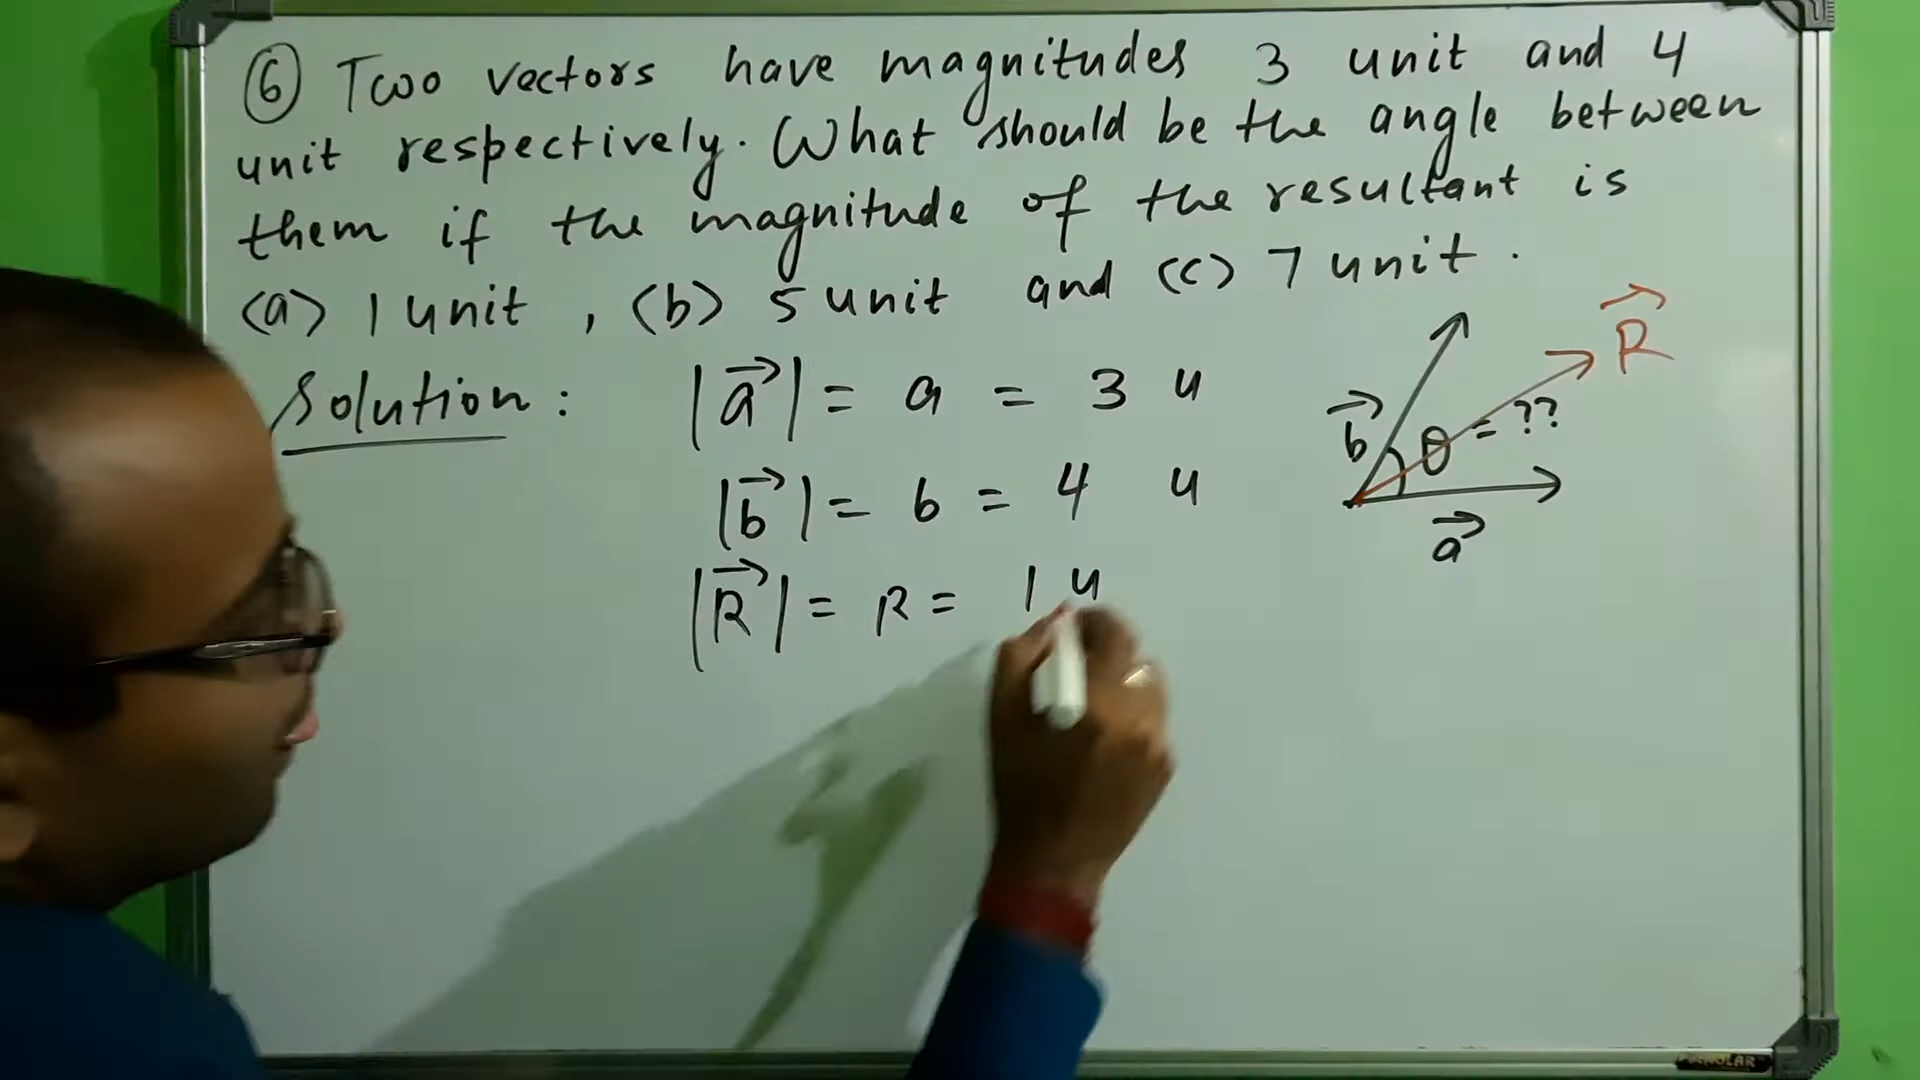 ⑥ Two vectors have magnitudes 3 unit and 4
unit respectively. What should be the angle between
them if the magnitude of the resultant is
(a) 1 unit , (b) 5 unit and (c) 7 unit .
Solution :
|a⃗| = a = 3 u
|b⃗| = b = 4 u
|R⃗| = R = 1 u
R⃗
b⃗
θ = ??
a⃗